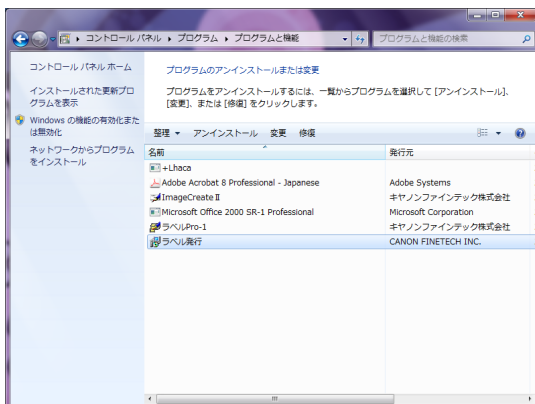 コントロール パネル ▸ プログラム ▸ プログラムと機能
プログラムと機能の検索
コントロール パネル ホーム
インストールされた更新プログラムを表示
Windows の機能の有効化または無効化
ネットワークからプログラムをインストール
プログラムのアンインストールまたは変更
プログラムをアンインストールするには、一覧からプログラムを選択して [アンインストール]、
[変更]、または [修復] をクリックします。
整理 ▾ アンインストール 変更 修復
名前 発行元
+Lhaca
Adobe Acrobat 8 Professional - Japanese Adobe Systems
ImageCreateⅡ キヤノンファインテック株式会社
Microsoft Office 2000 SR-1 Professional Microsoft Corporation
ラベルPro-1 キヤノンファインテック株式会社
ラベル発行 CANON FINETECH INC.